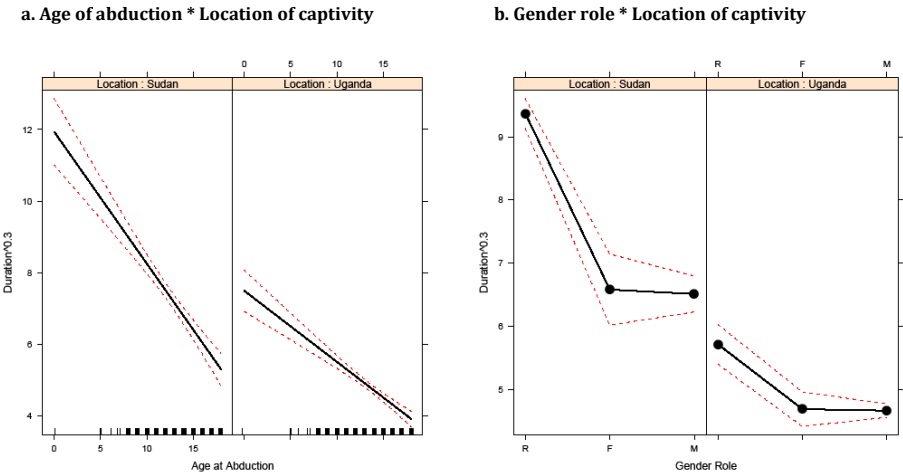 a. Age of abduction * Location of captivity
b. Gender role * Location of captivity
0 5 10 15
Location : Sudan
Location : Uganda
Duration^0.3
12
10
8
6
4
0 5 10 15
Age at Abduction
R F M
Location : Sudan
Location : Uganda
Duration^0.3
9
8
7
6
5
R F M
Gender Role